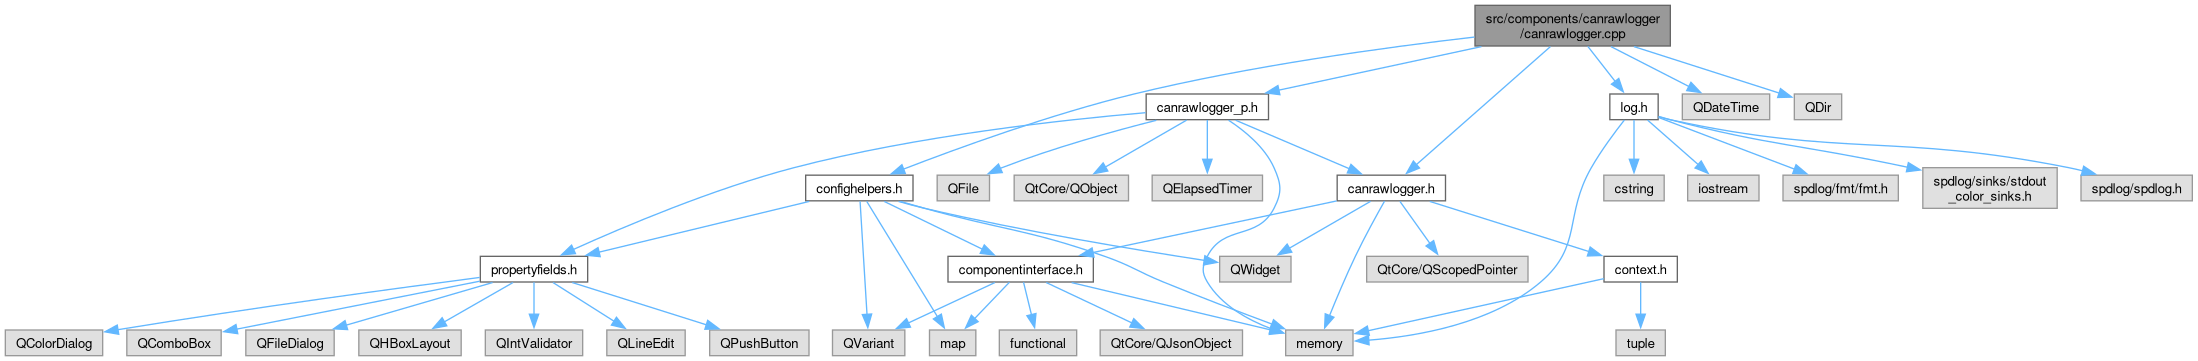 src/components/canrawlogger
/canrawlogger.cpp
canrawlogger_p.h
log.h
QDateTime
QDir
confighelpers.h
QFile
QtCore/QObject
QElapsedTimer
canrawlogger.h
cstring
iostream
spdlog/fmt/fmt.h
spdlog/sinks/stdout
_color_sinks.h
spdlog/spdlog.h
propertyfields.h
componentinterface.h
QWidget
QtCore/QScopedPointer
context.h
QColorDialog
QComboBox
QFileDialog
QHBoxLayout
QIntValidator
QLineEdit
QPushButton
QVariant
map
functional
QtCore/QJsonObject
memory
tuple